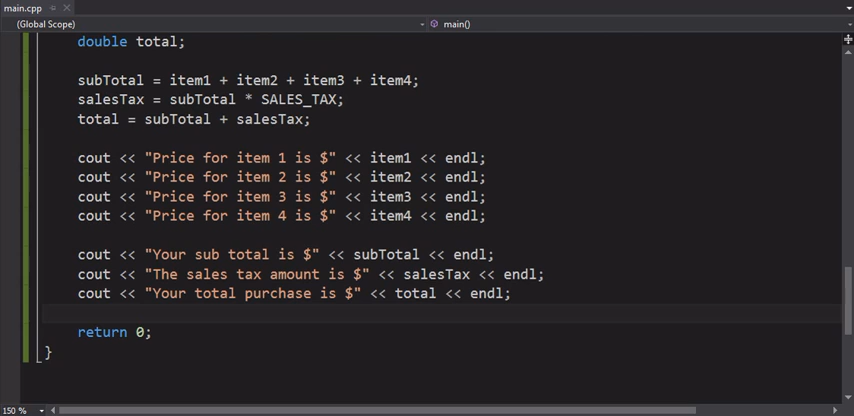 main.cpp
(Global Scope)
main()
double total;
subTotal = item1 + item2 + item3 + item4;
salesTax = subTotal * SALES_TAX;
total = subTotal + salesTax;
cout << "Price for item 1 is $" << item1 << endl;
cout << "Price for item 2 is $" << item2 << endl;
cout << "Price for item 3 is $" << item3 << endl;
cout << "Price for item 4 is $" << item4 << endl;
cout << "Your sub total is $" << subTotal << endl;
cout << "The sales tax amount is $" << salesTax << endl;
cout << "Your total purchase is $" << total << endl;
return 0;
}
150 %